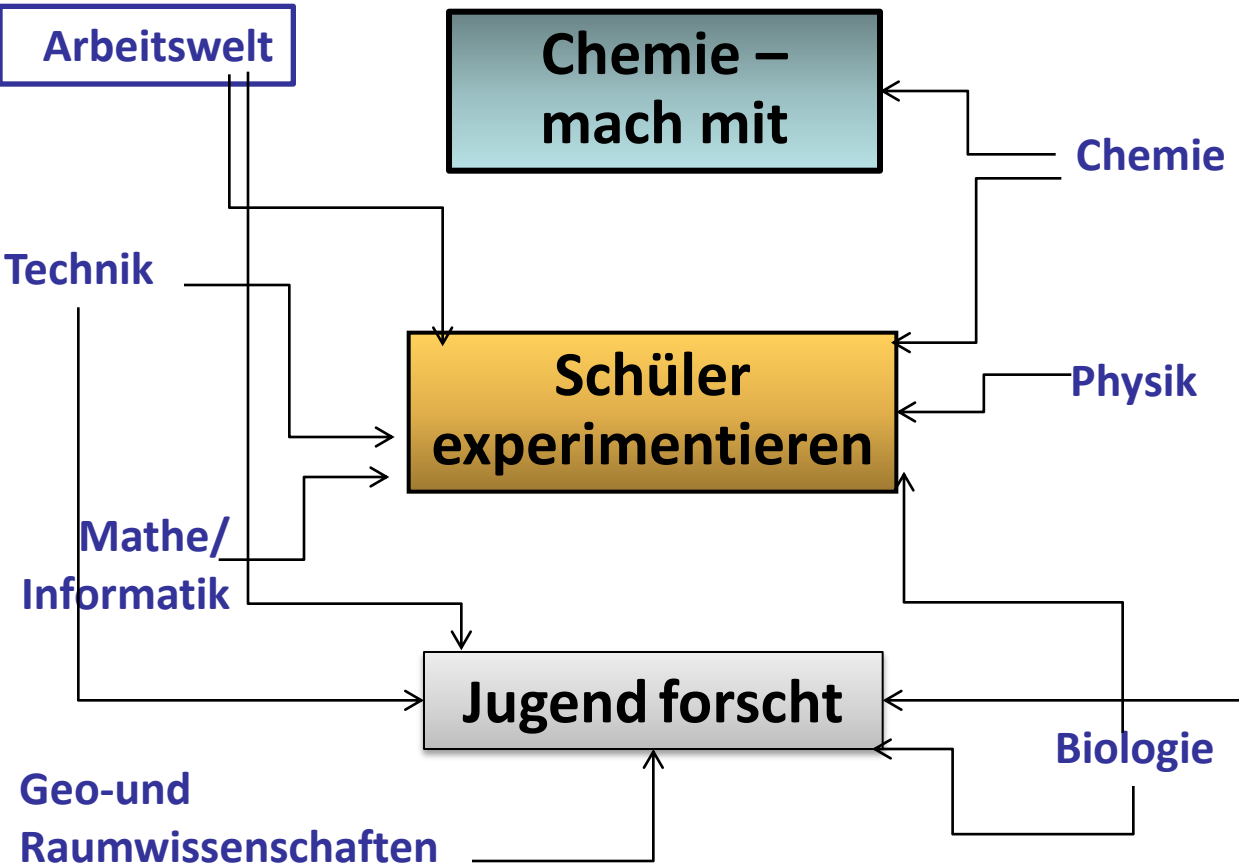 Arbeitswelt
Chemie –
mach mit
Chemie
Technik
Schüler
experimentieren
Physik
Mathe/
Informatik
Jugend forscht
Biologie
Geo-und
Raumwissenschaften